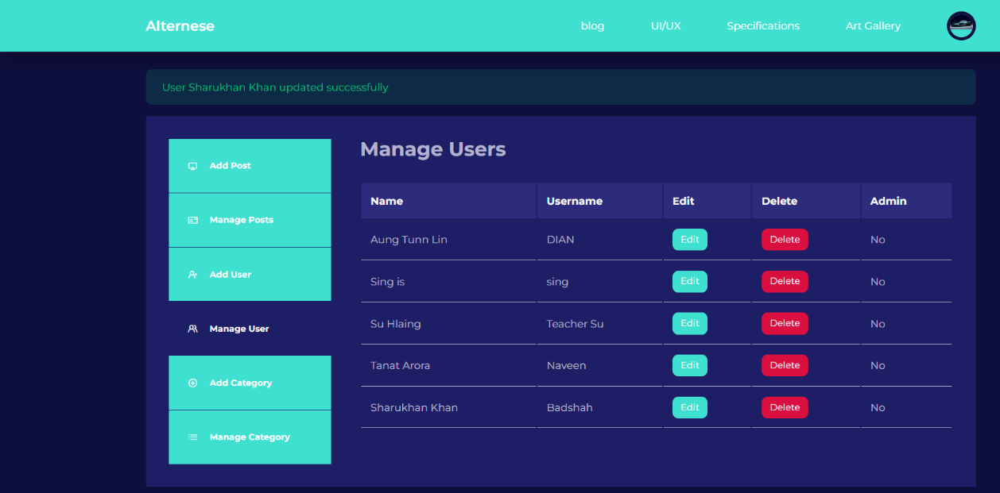 Alternese blog UI/UX Specifications Art Gallery
User Sharukhan Khan updated successfully
Add Post
Manage Posts
Add User
Manage User
Add Category
Manage Category
Manage Users
Name Username Edit Delete Admin
Aung Tunn Lin DIAN Edit Delete No
Sing is sing Edit Delete No
Su Hlaing Teacher Su Edit Delete No
Tanat Arora Naveen Edit Delete No
Sharukhan Khan Badshah Edit Delete No